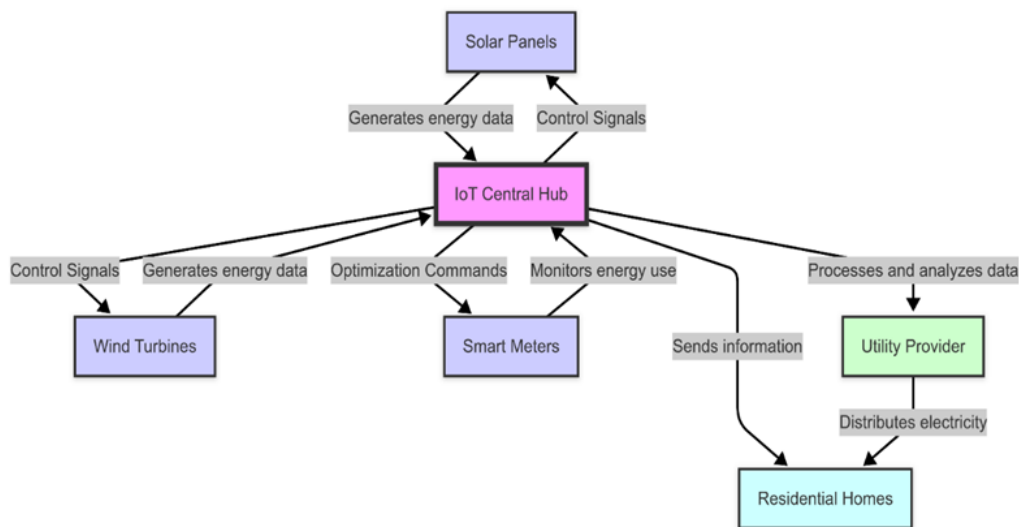 Solar Panels
Generates energy data
Control Signals
IoT Central Hub
Control Signals
Generates energy data
Optimization Commands
Monitors energy use
Processes and analyzes data
Wind Turbines
Smart Meters
Sends information
Utility Provider
Distributes electricity
Residential Homes